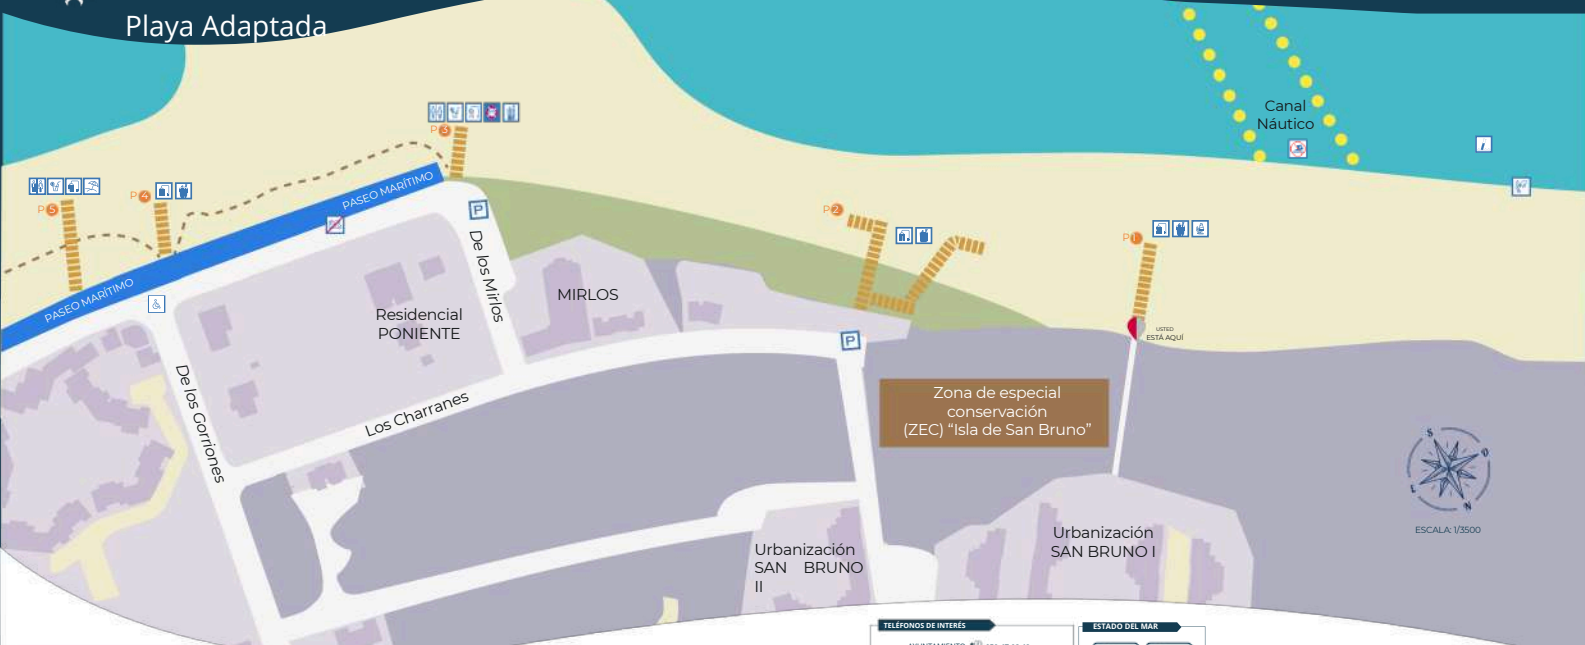 Playa Adaptada
Canal
Náutico
P3
P4
P5
PASEO MARÍTIMO
PASEO MARÍTIMO
P
De los Mirlos
P2
P1
MIRLOS
Residencial
PONIENTE
USTED
ESTÁ AQUÍ
P
De los Gorriones
Los Charranes
Zona de especial
conservación
(ZEC) “Isla de San Bruno”
S
O
L
N
ESCALA: 1/3500
Urbanización
SAN BRUNO I
Urbanización
SAN BRUNO
II
TELÉFONOS DE INTERÉS
ESTADO DEL MAR